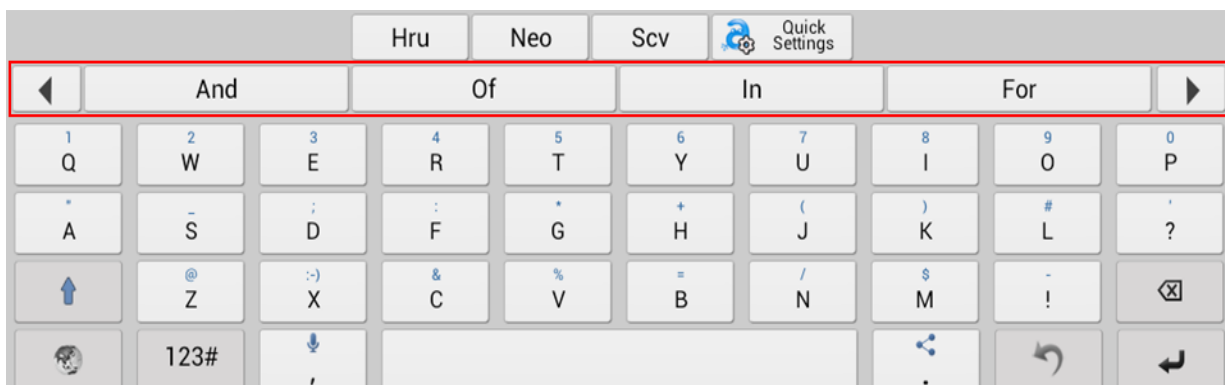 Hru Neo Scv Quick Settings
And Of In For
1 2 3 4 5 6 7 8 9 0
Q W E R T Y U I O P
" _ ; : * + ( ) # '
A S D F G H J K L ?
@ :-) & % = / $ -
Z X C V B N M !
123# , .